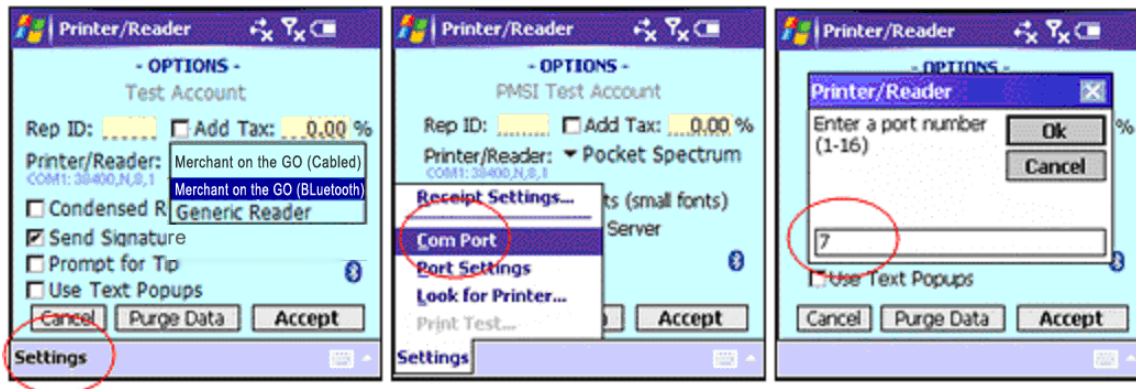 Printer/Reader
- OPTIONS -
Test Account
Rep ID: Add Tax: 0.00 %
Printer/Reader:
COM1: 38400,N,8,1
Merchant on the GO (Cabled)
Merchant on the GO (BLuetooth)
Generic Reader
Condensed R
Send Signature
Prompt for Tip
Use Text Popups
Cancel Purge Data Accept
Settings
Printer/Reader
- OPTIONS -
PMSI Test Account
Rep ID: Add Tax: 0.00 %
Printer/Reader: Pocket Spectrum
COM1: 38400,N,8,1
Receipt Settings... ts (small fonts)
Server
Com Port
Port Settings
Look for Printer...
Print Test... Accept
Settings
Printer/Reader
- OPTIONS -
Printer/Reader
Enter a port number
(1-16)
Ok
%
Cancel
7
Use Text Popups
Cancel Purge Data Accept